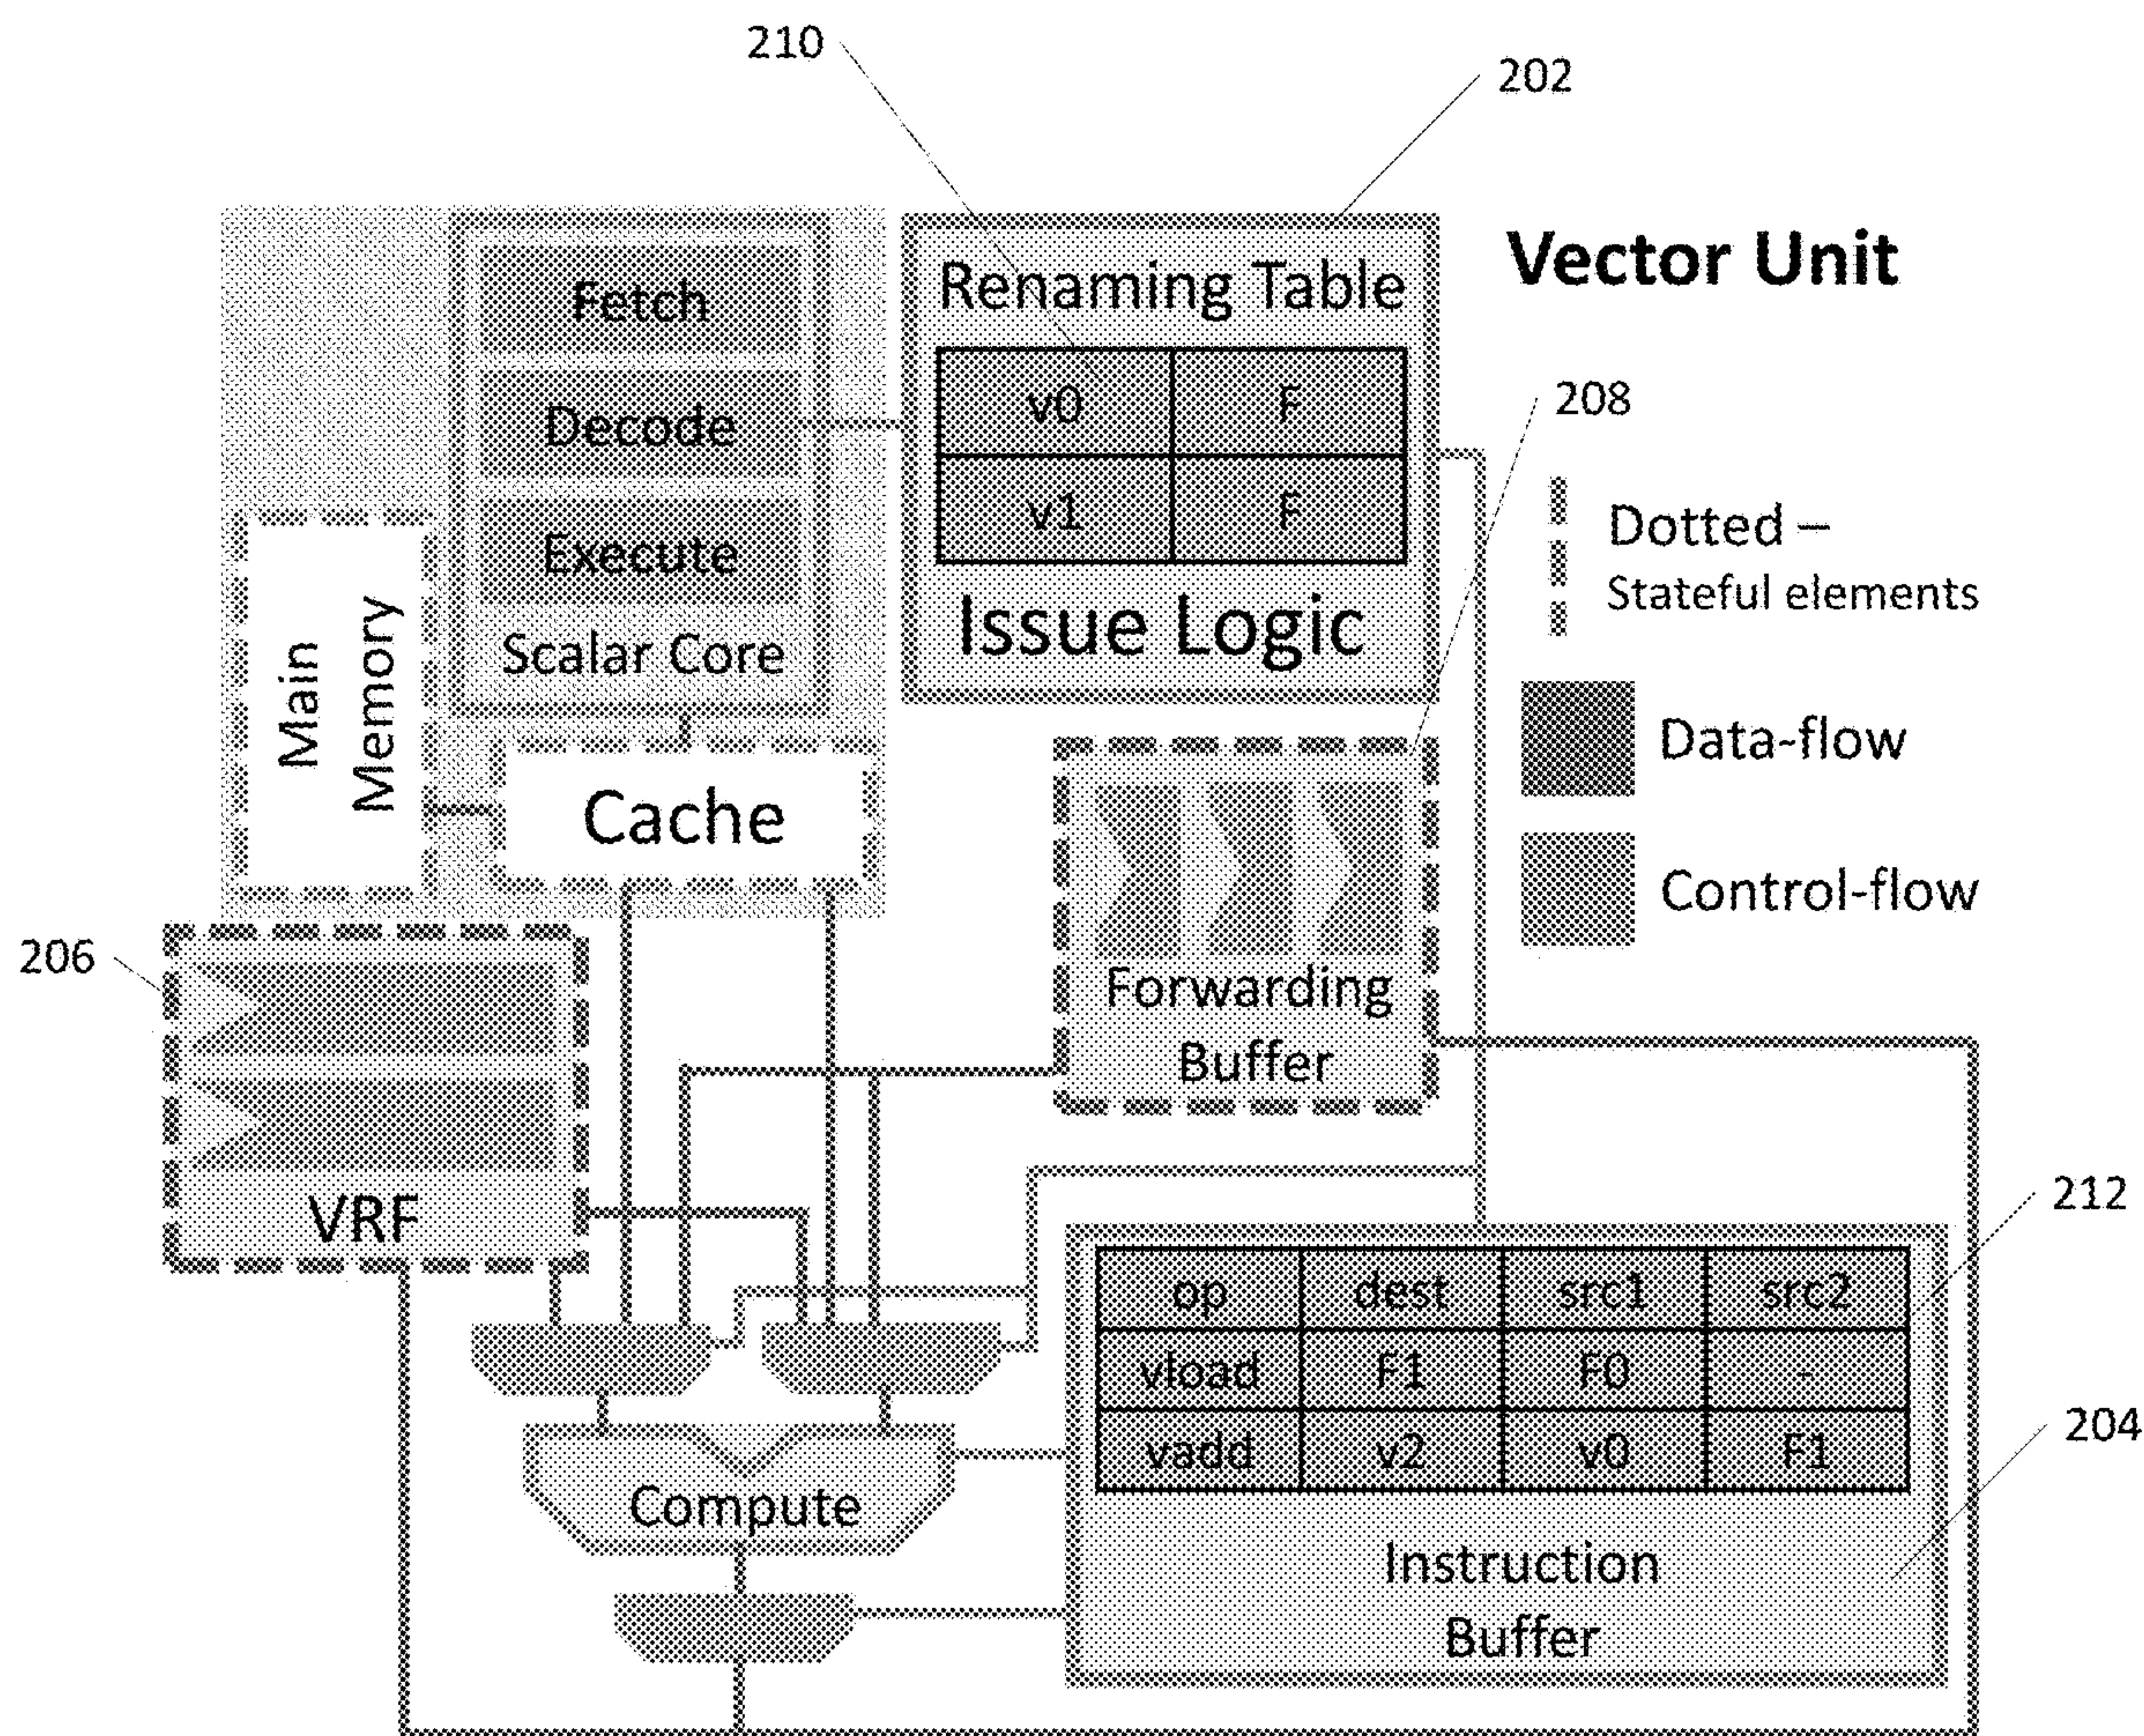 210
202
Vector Unit
Fetch
Decode
Execute
Scalar Core
Main
Memory
Cache
Renaming Table
v0 F
v1 F
Issue Logic
208
Dotted –
Stateful elements
Data-flow
Control-flow
206
VRF
Forwarding
Buffer
212
op dest src1 src2
vload F1 F0 -
vadd v2 v0 F1
204
Instruction
Buffer
Compute